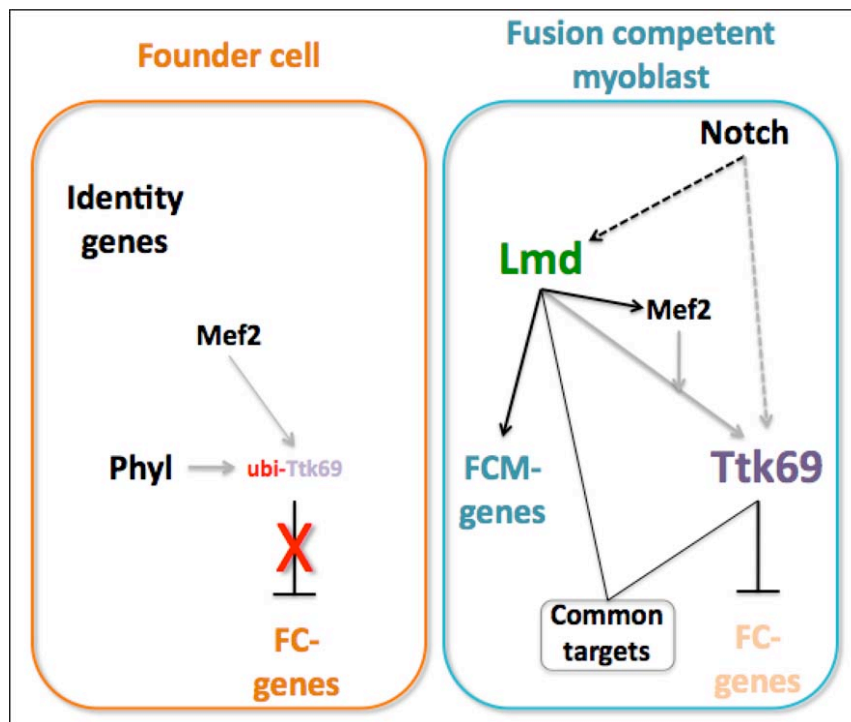 Founder cell
Identity
genes
Mef2
Phyl
ubi-Ttk69
X
FC-
genes
Fusion competent
myoblast
Notch
Lmd
Mef2
FCM-
genes
Ttk69
Common
targets
FC-
genes